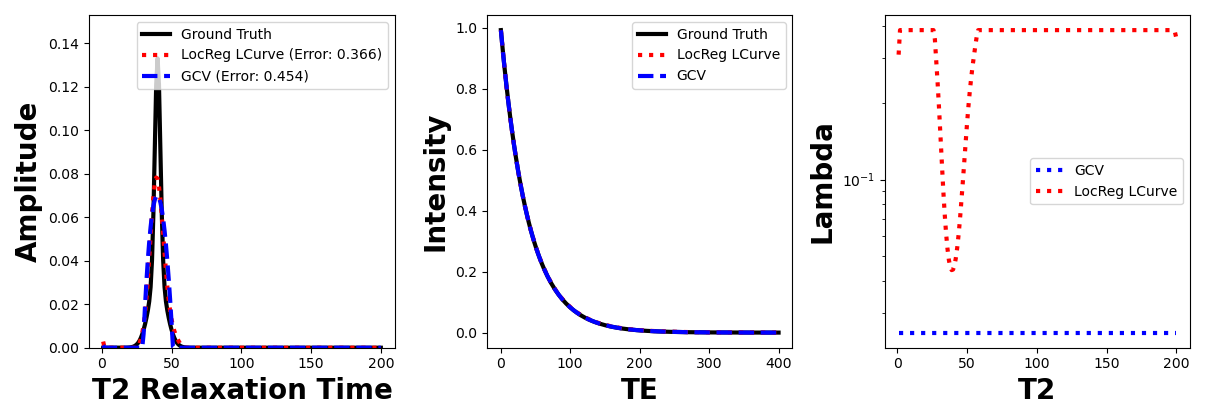 Amplitude
0.14
0.12
0.10
0.08
0.06
0.04
0.02
0.00
0 50 100 150 200
T2 Relaxation Time
Ground Truth
LocReg LCurve (Error: 0.366)
GCV (Error: 0.454)
Intensity
1.0
0.8
0.6
0.4
0.2
0.0
0 100 200 300 400
TE
Ground Truth
LocReg LCurve
GCV
Lambda
10⁻¹
0 50 100 150 200
T2
GCV
LocReg LCurve